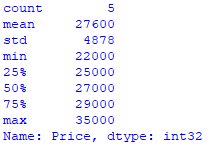 count 5
mean 27600
std 4878
min 22000
25% 25000
50% 27000
75% 29000
max 35000
Name: Price, dtype: int32